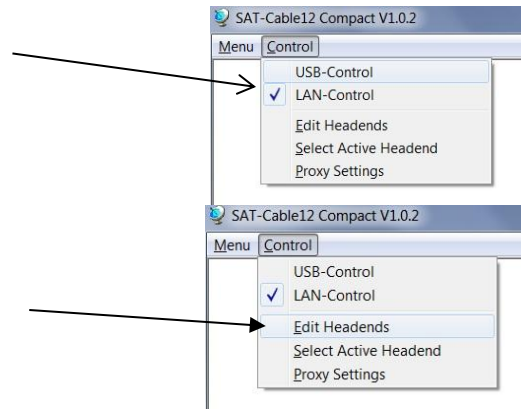 SAT-Cable12 Compact V1.0.2
Menu Control
USB-Control
LAN-Control
Edit Headends
Select Active Headend
Proxy Settings
SAT-Cable12 Compact V1.0.2
Menu Control
USB-Control
LAN-Control
Edit Headends
Select Active Headend
Proxy Settings